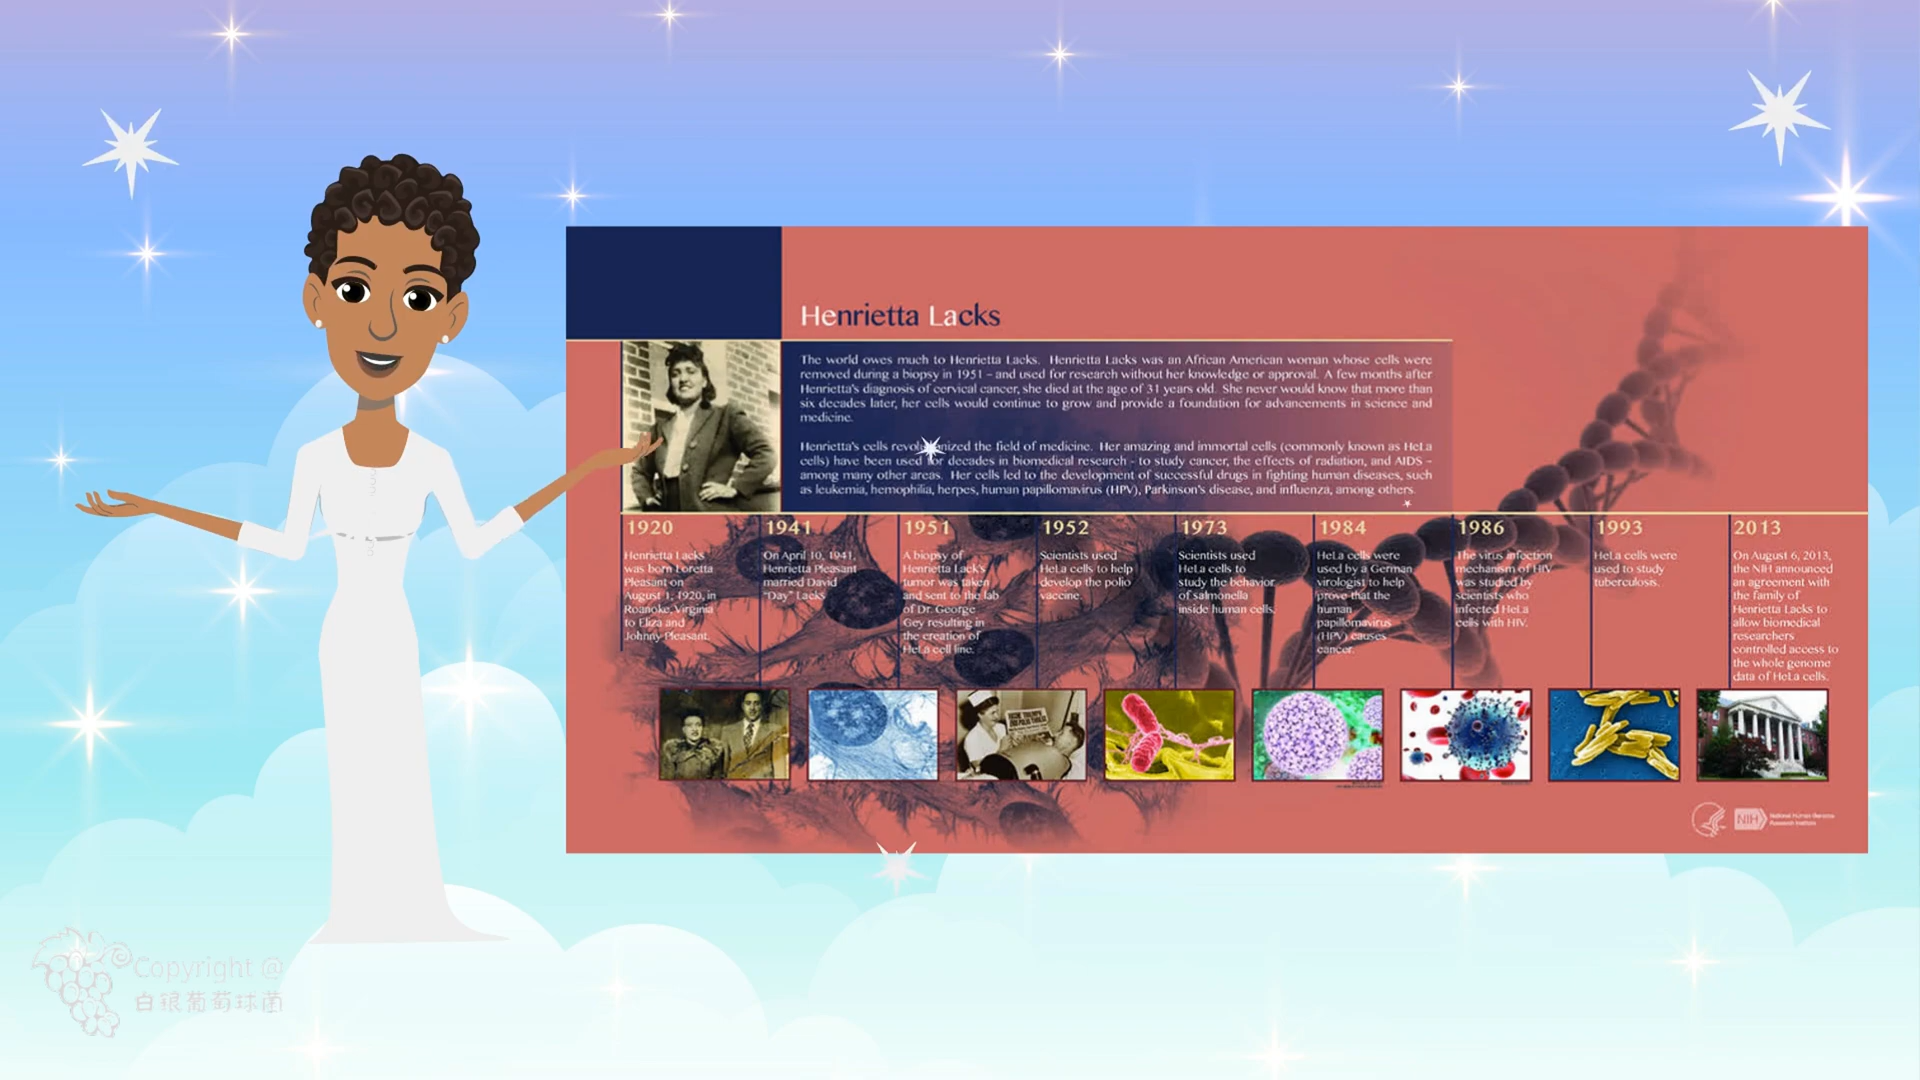 Henrietta Lacks
The world owes much to Henrietta Lacks. Henrietta Lacks was an African American woman whose cells were
removed during a biopsy in 1951 – and used for research without her knowledge or approval. A few months after
Henrietta's diagnosis of cervical cancer, she died at the age of 31 years old. She never would know that more than
six decades later, her cells would continue to grow and provide a foundation for advancements in science and
medicine.
Henrietta's cells revolutionized the field of medicine. Her amazing and immortal cells (commonly known as HeLa
cells) have been used for decades in biomedical research - to study cancer, the effects of radiation, and AIDS –
among many other areas. Her cells led to the development of successful drugs in fighting human diseases, such
as leukemia, hemophilia, herpes, human papillomavirus (HPV), Parkinson's disease, and influenza, among others.
1920
Henrietta Lacks
was born Loretta
Pleasant on
August 1, 1920, in
Roanoke, Virginia
to Eliza and
Johnny Pleasant.
1941
On April 10, 1941,
Henrietta Pleasant
married David
"Day" Lacks
1951
A biopsy of
Henrietta Lack's
tumor was taken
and sent to the lab
of Dr. George
Gey resulting in
the creation of
HeLa cell line.
1952
Scientists used
HeLa cells to help
develop the polio
vaccine.
1973
Scientists used
HeLa cells to
study the behavior
of salmonella
inside human cells.
1984
HeLa cells were
used by a German
virologist to help
prove that the
human
papillomavirus
(HPV) causes
cancer.
1986
The virus infection
mechanism of HIV
was studied by
scientists who
infected HeLa
cells with HIV.
1993
HeLa cells were
used to study
tuberculosis.
2013
On August 6, 2013,
the NIH announced
an agreement with
the family of
Henrietta Lacks to
allow biomedical
researchers
controlled access to
the whole genome
data of HeLa cells.
NIH
National Human Genome
Research Institute
Copyright @
白银葡萄球菌